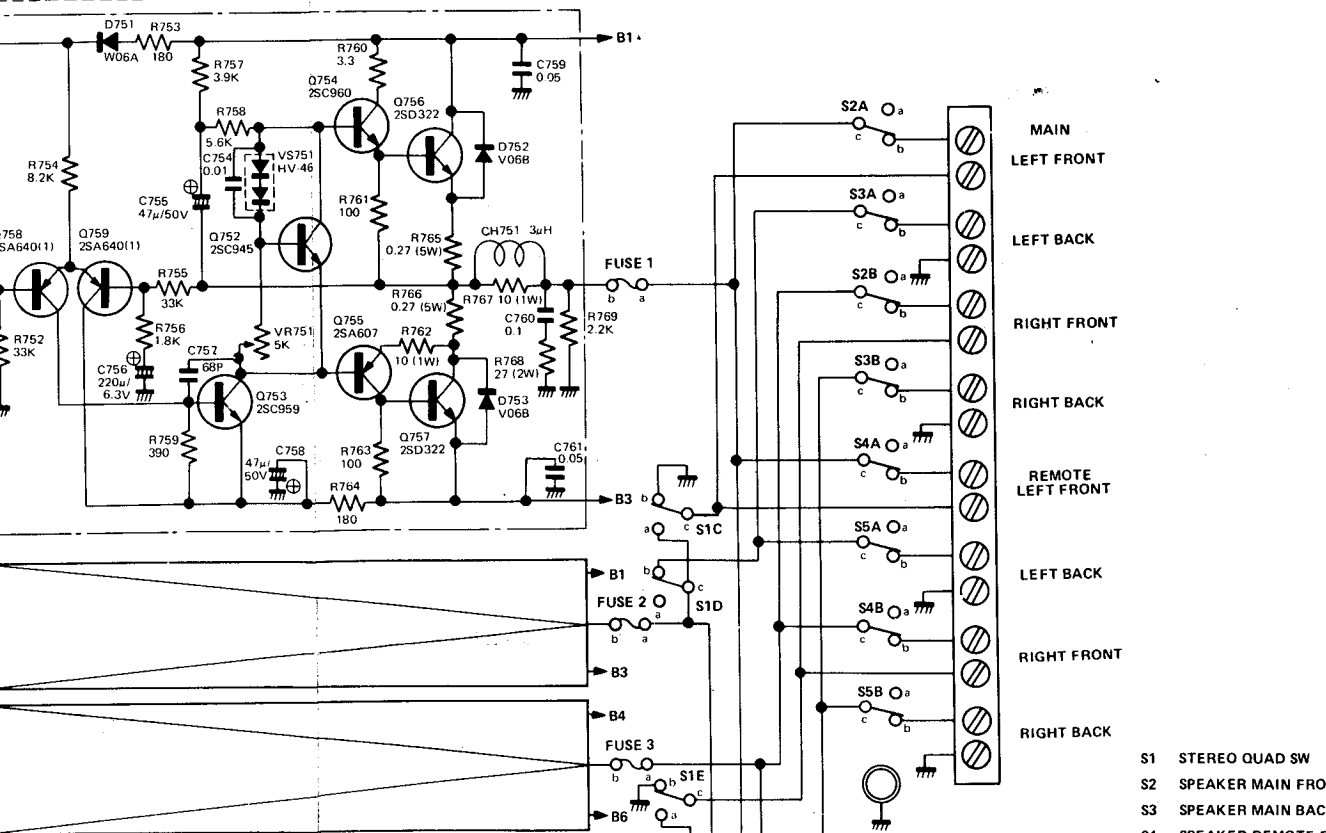 D751
W06A
R753
180
R757
3.9K
R760
3.3
B1
C759
0.05
Q754
2SC960
Q756
2SD322
R758
5.6K
C754
0.01
VS751
HV-46
D752
V06B
R754
8.2K
C755
47μ/50V
R761
100
Q752
2SC945
R765
0.27 (5W)
CH751 3μH
758
SA640(1)
Q759
2SA640(1)
R755
33K
R766
0.27 (5W)
R767 10 (1W)
FUSE 1
b
a
R752
33K
R756
1.8K
C757
68P
VR751
5K
Q755
2SA607
R762
10 (1W)
C760
0.1
R769
2.2K
C756
220μ/
6.3V
Q753
2SC959
R768
27 (2W)
D753
V06B
R759
390
47μ/
50V
C758
R763
100
Q757
2SD322
C761
0.05
R764
180
B3
S1C
b
a
c
B1
FUSE 2
b
a
S1D
b
a
c
B3
B4
FUSE 3
b
a
S1E
b
c
a
B6
S2A
a
c
b
MAIN
LEFT FRONT
S3A
a
c
b
LEFT BACK
S2B
a
c
b
RIGHT FRONT
S3B
a
c
b
RIGHT BACK
S4A
a
c
b
REMOTE
LEFT FRONT
S5A
a
c
b
LEFT BACK
S4B
a
c
b
RIGHT FRONT
S5B
a
c
b
RIGHT BACK
S1 STEREO QUAD SW
S2 SPEAKER MAIN FRO
S3 SPEAKER MAIN BAC